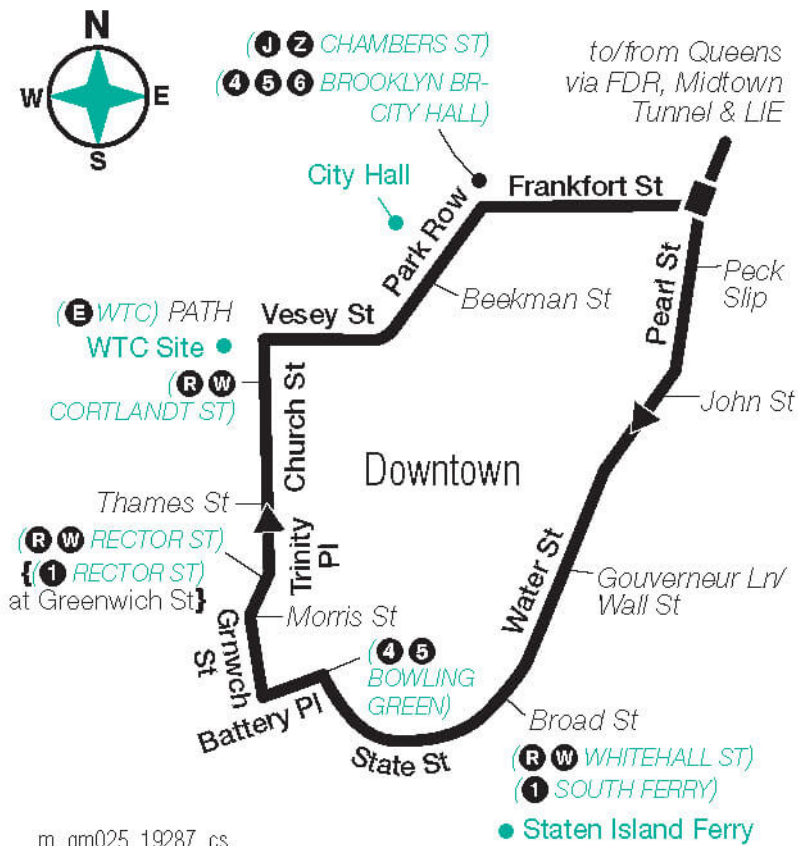 N
W
E
S
(J Z CHAMBERS ST)
(4 5 6 BROOKLYN BR-
CITY HALL)
to/from Queens
via FDR, Midtown
Tunnel & LIE
City Hall
Park Row
Frankfort St
Pearl St
Peck
Slip
Beekman St
(E WTC) PATH
Vesey St
WTC Site
(R W
CORTLANDT ST)
Church St
John St
Downtown
Thames St
(R W RECTOR ST)
{(1 RECTOR ST)
at Greenwich St}
Trinity
Pl
Water St
Gouverneur Ln/
Wall St
Morris St
Grnwch
St
(4 5
BOWLING
GREEN)
Battery Pl
State St
Broad St
(R W WHITEHALL ST)
(1 SOUTH FERRY)
Staten Island Ferry
m_qm025_19287_cs